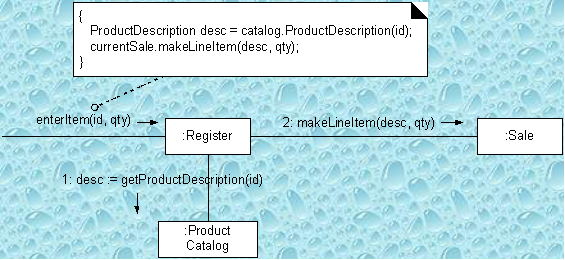 {
ProductDescription desc = catalog.ProductDescription(id);
currentSale.makeLineItem(desc, qty);
}
enterItem(id, qty)
:Register
2: makeLineItem(desc, qty)
:Sale
1: desc := getProductDescription(id)
:Product
Catalog